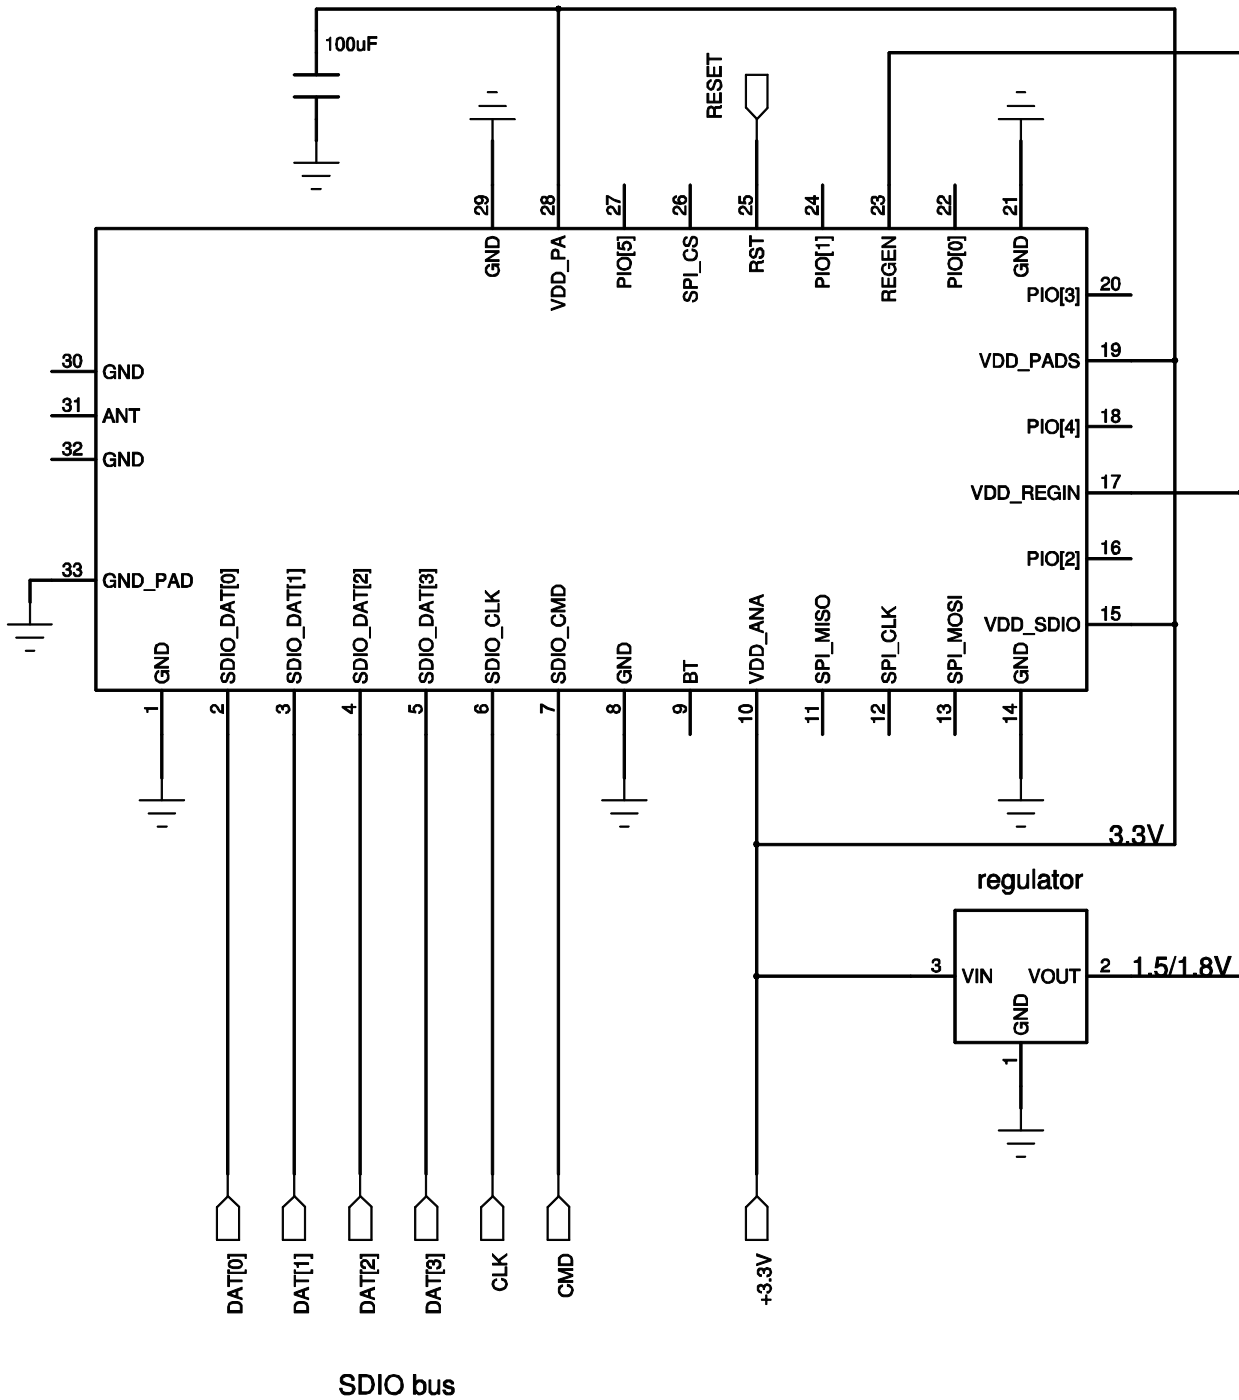 100uF
RESET
29
28
27
26
25
24
23
22
21
GND
VDD_PA
PIO[5]
SPI_CS
RST
PIO[1]
REGEN
PIO[0]
GND
PIO[3]
20
VDD_PADS
19
PIO[4]
18
VDD_REGIN
17
PIO[2]
16
VDD_SDIO
15
30
GND
31
ANT
32
GND
33
GND_PAD
GND
SDIO_DAT[0]
SDIO_DAT[1]
SDIO_DAT[2]
SDIO_DAT[3]
SDIO_CLK
SDIO_CMD
GND
BT
VDD_ANA
SPI_MISO
SPI_CLK
SPI_MOSI
GND
1
2
3
4
5
6
7
8
9
10
11
12
13
14
3.3V
regulator
3
VIN
VOUT
2
1.5/1.8V
GND
1
DAT[0]
DAT[1]
DAT[2]
DAT[3]
CLK
CMD
+3.3V
SDIO bus